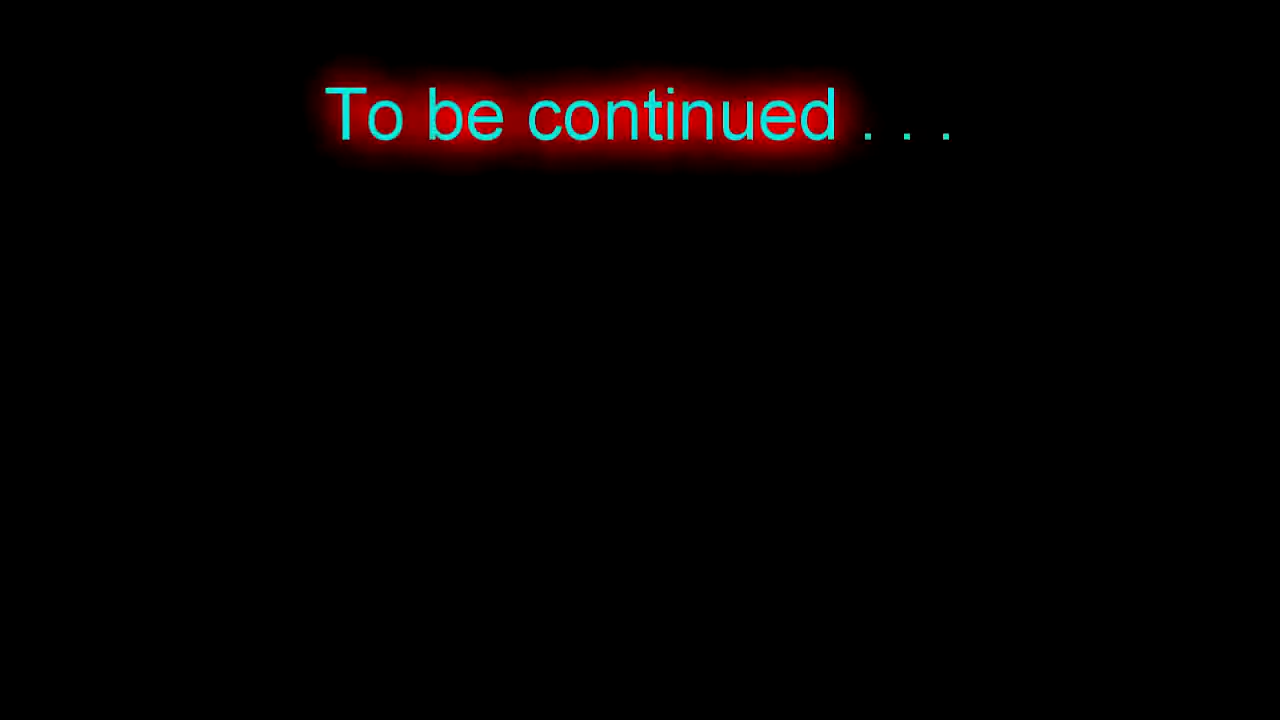 To be continued . . .